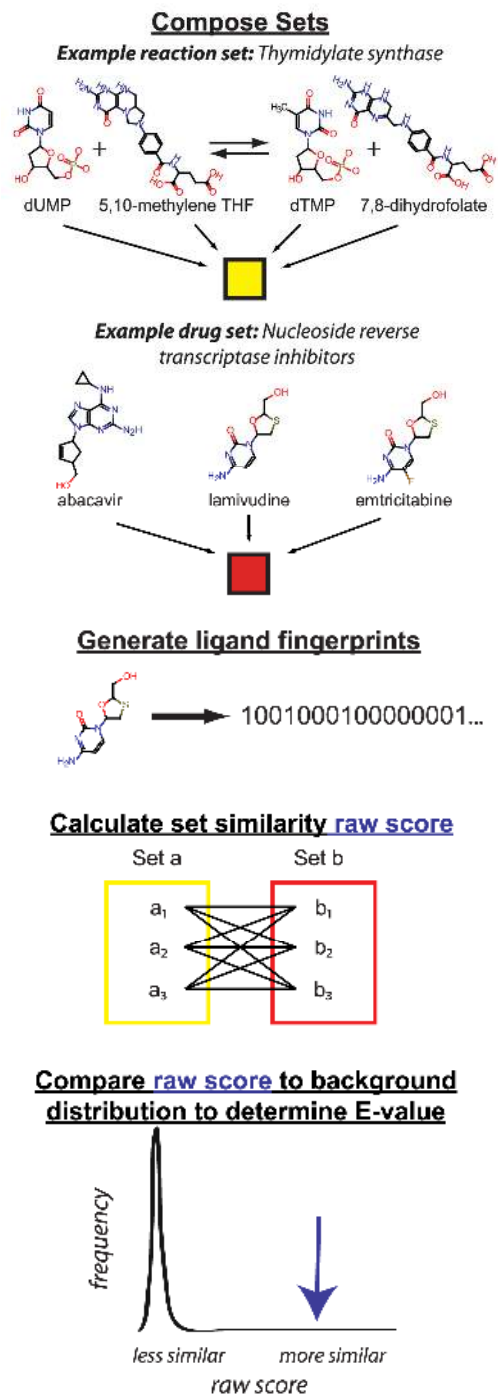 Compose Sets
Example reaction set: Thymidylate synthase
dUMP + 5,10-methylene THF dTMP + 7,8-dihydrofolate
Example drug set: Nucleoside reverse
transcriptase inhibitors
abacavir lamivudine emtricitabine
Generate ligand fingerprints
1001000100000001...
Calculate set similarity raw score
Set a Set b
a1 b1
a2 b2
a3 b3
Compare raw score to background
distribution to determine E-value
frequency
less similar more similar
raw score